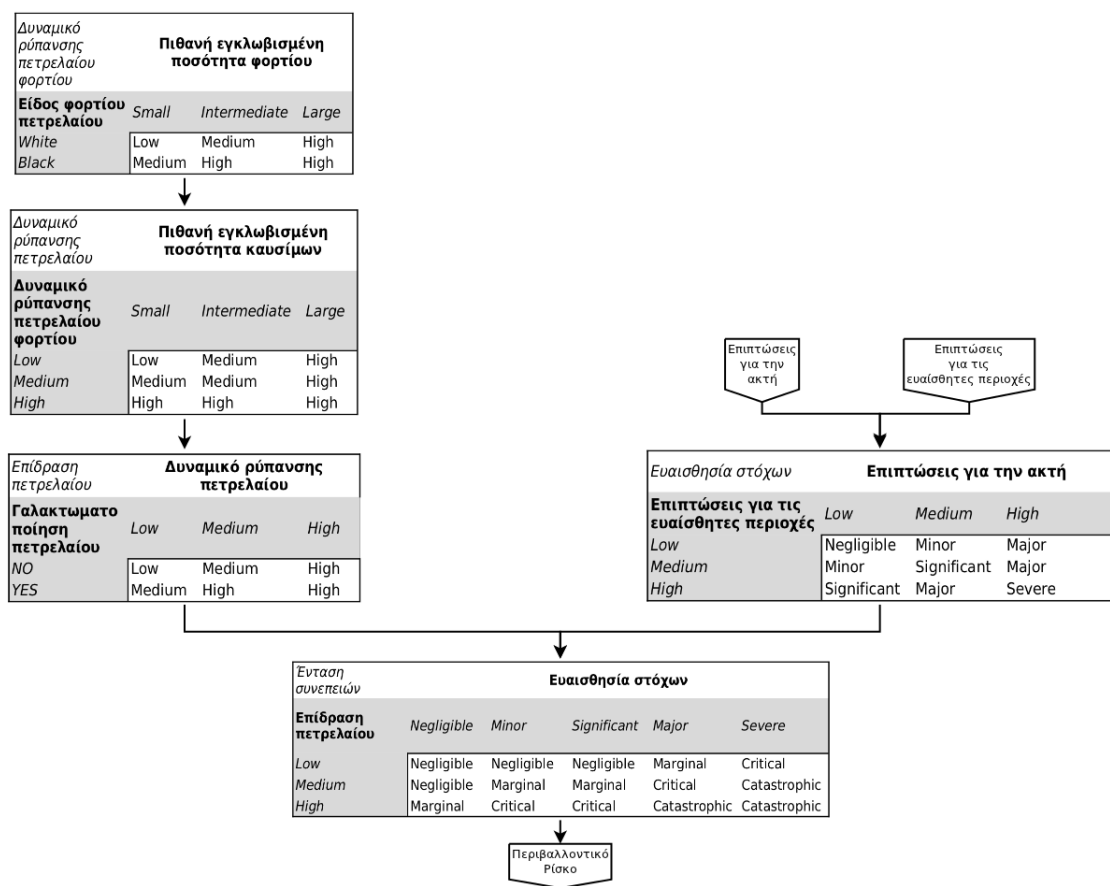 Δυναμικό
ρύπανσης
πετρελαίου
φορτίου
Πιθανή εγκλωβισμένη
ποσότητα φορτίου
Είδος φορτίου
πετρελαίου
Small Intermediate Large
White Low Medium High
Black Medium High High
Δυναμικό
ρύπανσης
πετρελαίου
Πιθανή εγκλωβισμένη
ποσότητα καυσίμων
Δυναμικό
ρύπανσης
πετρελαίου
φορτίου
Small Intermediate Large
Low Low Medium High
Medium Medium Medium High
High High High High
Επίδραση
πετρελαίου
Δυναμικό ρύπανσης
πετρελαίου
Γαλακτωματο
ποίηση
πετρελαίου
Low Medium High
NO Low Medium High
YES Medium High High
Επιπτώσεις
για την
ακτή
Επιπτώσεις
για τις
ευαίσθητες περιοχές
Ευαισθησία στόχων Επιπτώσεις για την ακτή
Επιπτώσεις για τις
ευαίσθητες περιοχές
Low Medium High
Low Negligible Minor Major
Medium Minor Significant Major
High Significant Major Severe
Ένταση
συνεπειών
Ευαισθησία στόχων
Επίδραση
πετρελαίου
Negligible Minor Significant Major Severe
Low Negligible Negligible Negligible Marginal Critical
Medium Negligible Marginal Marginal Critical Catastrophic
High Marginal Critical Critical Catastrophic Catastrophic
Περιβαλλοντικό
Ρίσκο